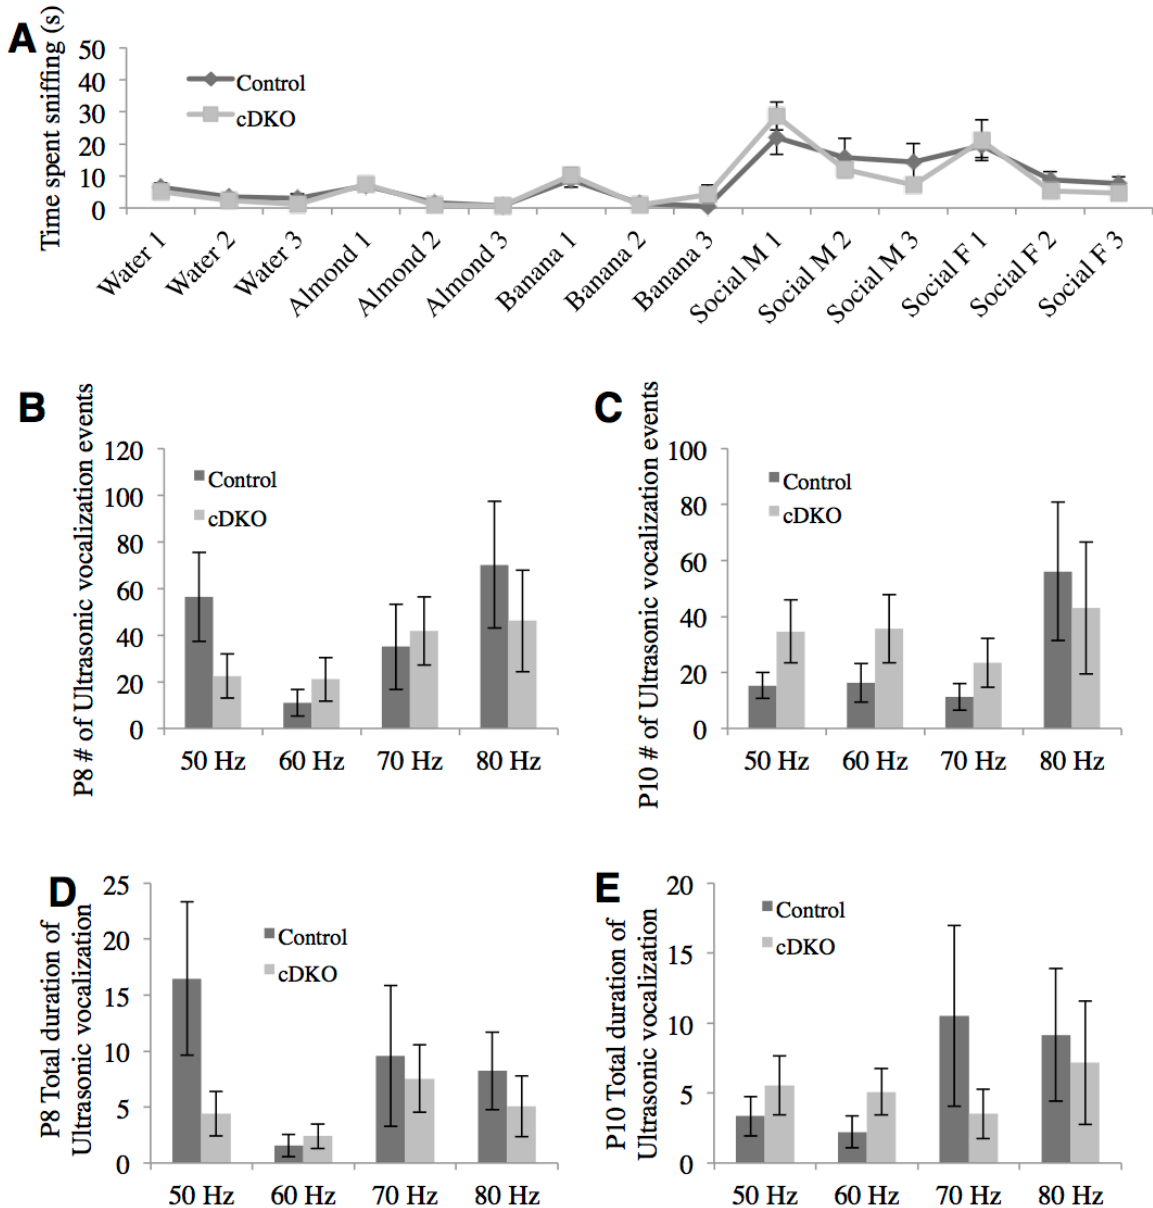 A
Time spent sniffing (s)
50
40
30
20
10
0
Control
cDKO
Water 1
Water 2
Water 3
Almond 1
Almond 2
Almond 3
Banana 1
Banana 2
Banana 3
Social M 1
Social M 2
Social M 3
Social F 1
Social F 2
Social F 3
B
P8 # of Ultrasonic vocalization events
120
100
80
60
40
20
0
Control
cDKO
50 Hz
60 Hz
70 Hz
80 Hz
C
P10 # of Ultrasonic vocalization events
100
80
60
40
20
0
Control
cDKO
50 Hz
60 Hz
70 Hz
80 Hz
D
P8 Total duration of
Ultrasonic vocalization
25
20
15
10
5
0
Control
cDKO
50 Hz
60 Hz
70 Hz
80 Hz
E
P10 Total duration of
Ultrasonic vocalization
20
15
10
5
0
Control
cDKO
50 Hz
60 Hz
70 Hz
80 Hz